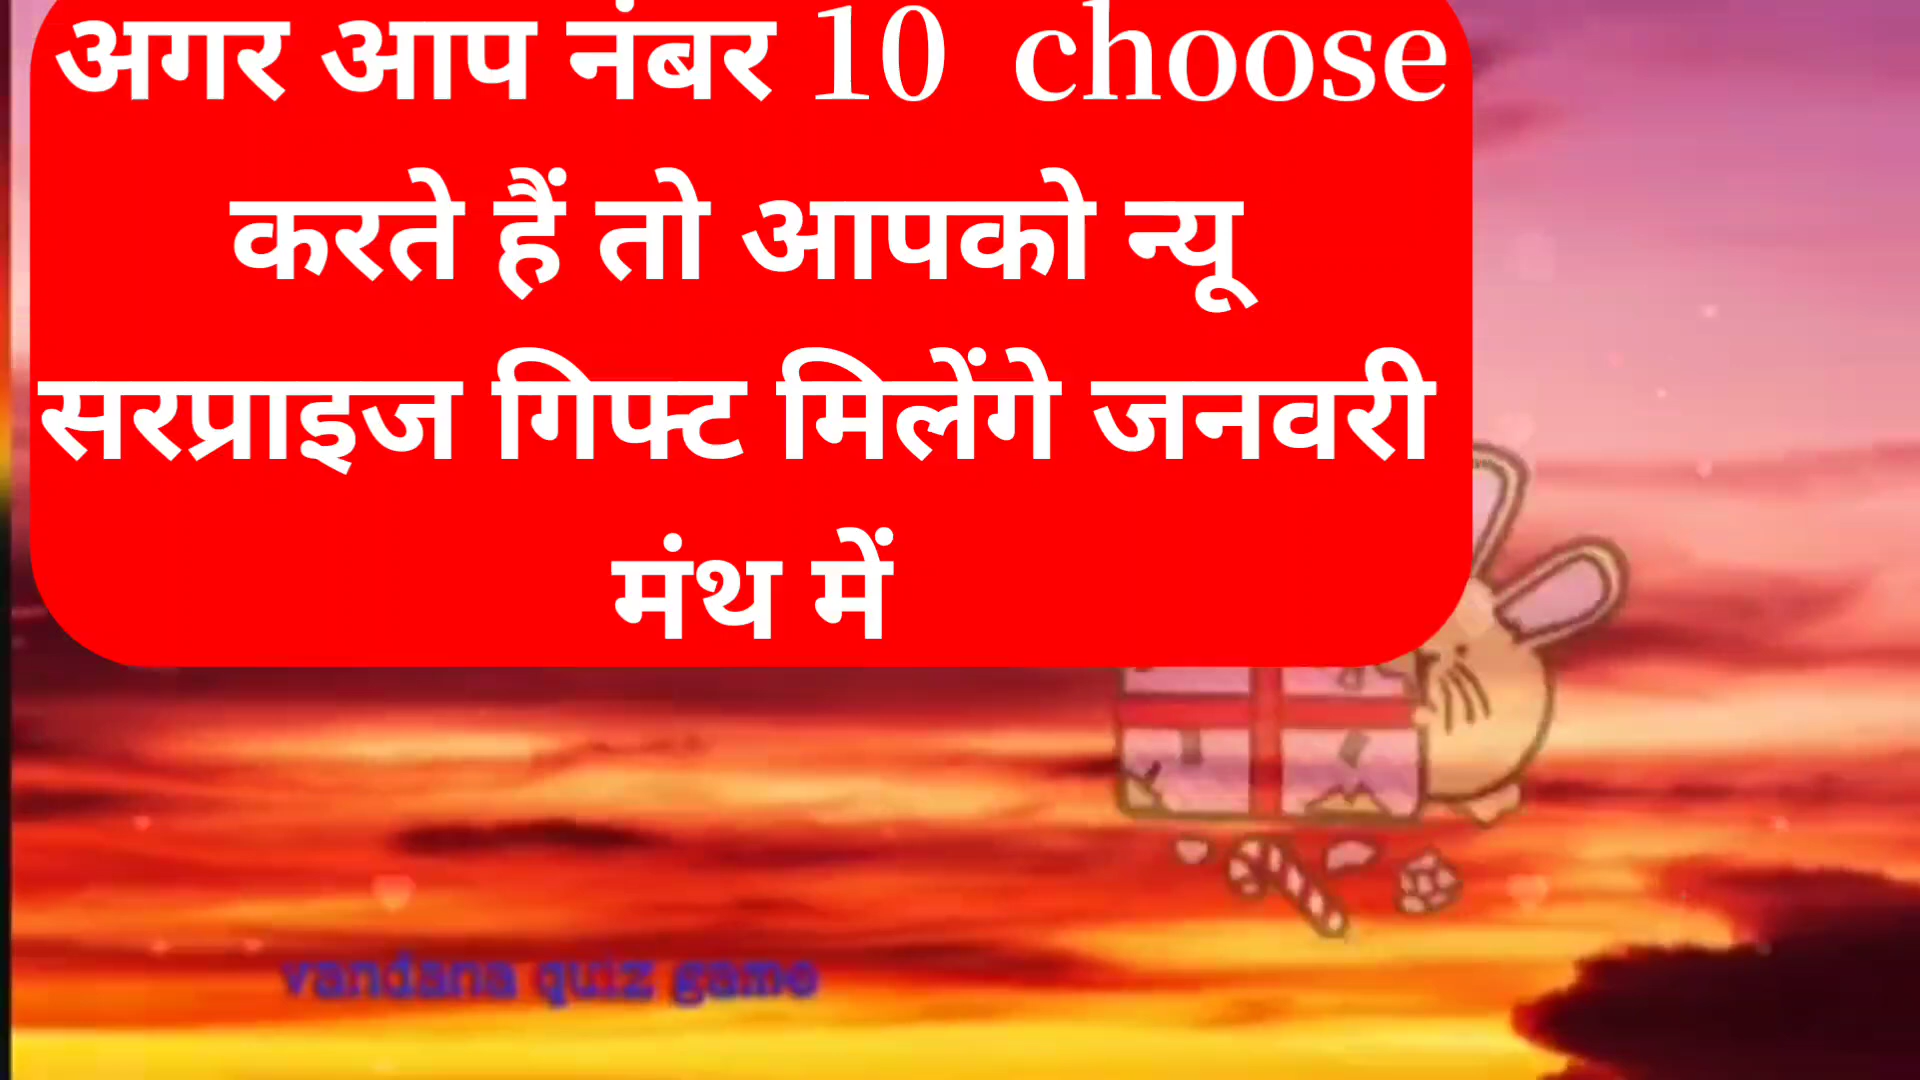 अगर आप नंबर 10 choose
करते हैं तो आपको न्यू
सरप्राइज गिफ्ट मिलेंगे जनवरी
मंथ में
vandana quiz game